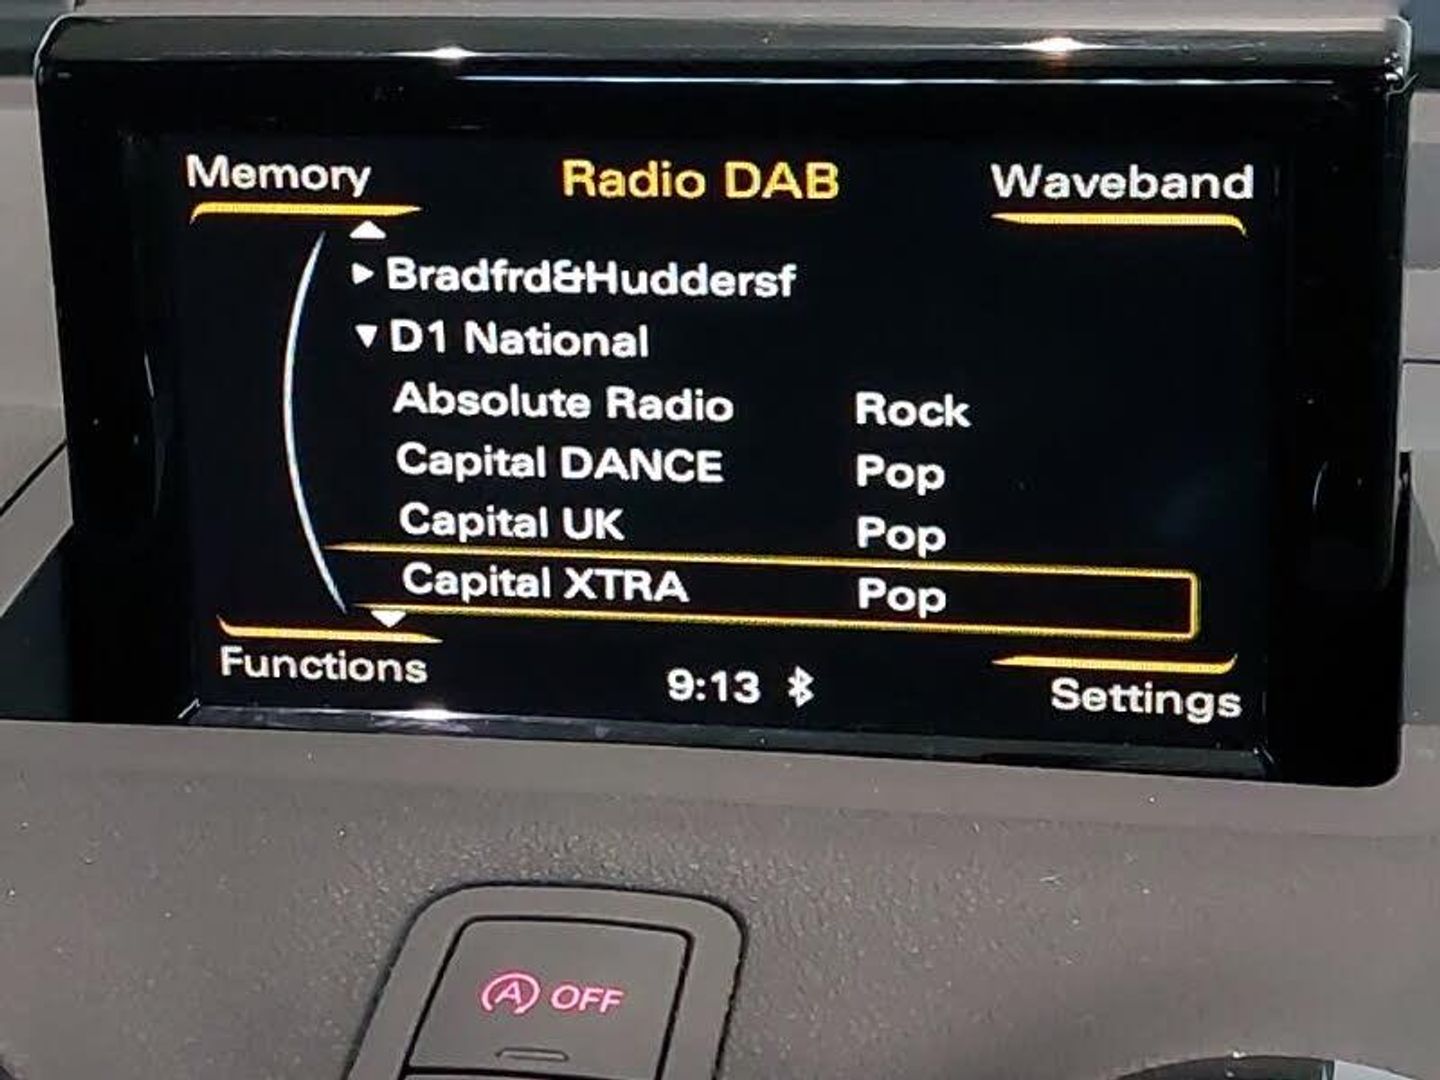 Memory Radio DAB Waveband
Bradfrd&Huddersf
D1 National
Absolute Radio Rock
Capital DANCE Pop
Capital UK Pop
Capital XTRA Pop
Functions 9:13 Settings
A OFF